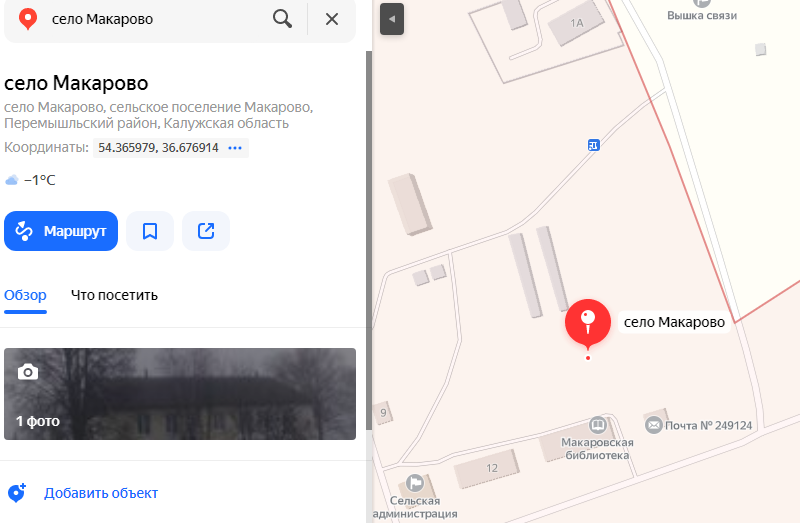 село Макарово
село Макарово
село Макарово, сельское поселение Макарово,
Перемышльский район, Калужская область
Координаты: 54.365979, 36.676914
−1°C
Маршрут
Обзор
Что посетить
1 фото
Добавить объект
1А
Вышка связи
село Макарово
9
Почта № 249124
Макаровская
библиотека
12
Сельская
администрация